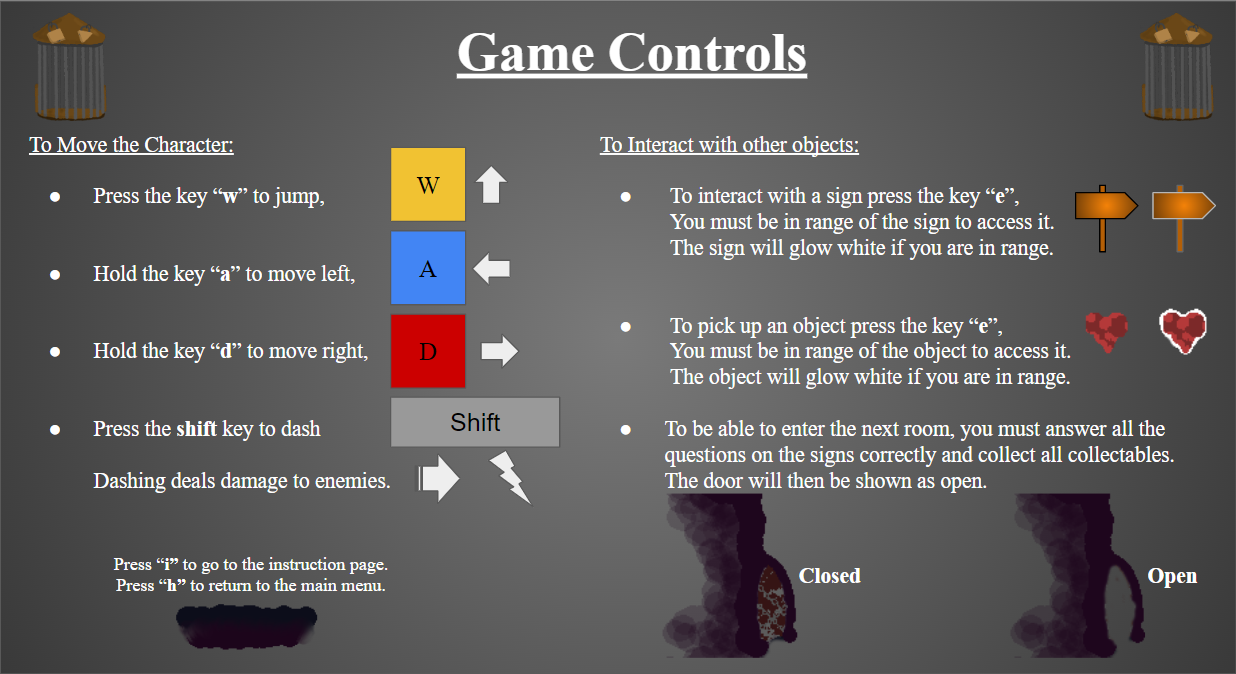 Game Controls
To Move the Character:
● Press the key “w” to jump,
W
● Hold the key “a” to move left,
A
● Hold the key “d” to move right,
D
● Press the shift key to dash
Shift
Dashing deals damage to enemies.
Press “i” to go to the instruction page.
Press “h” to return to the main menu.
To Interact with other objects:
● To interact with a sign press the key “e”,
You must be in range of the sign to access it.
The sign will glow white if you are in range.
● To pick up an object press the key “e”,
You must be in range of the object to access it.
The object will glow white if you are in range.
● To be able to enter the next room, you must answer all the
questions on the signs correctly and collect all collectables.
The door will then be shown as open.
Closed
Open